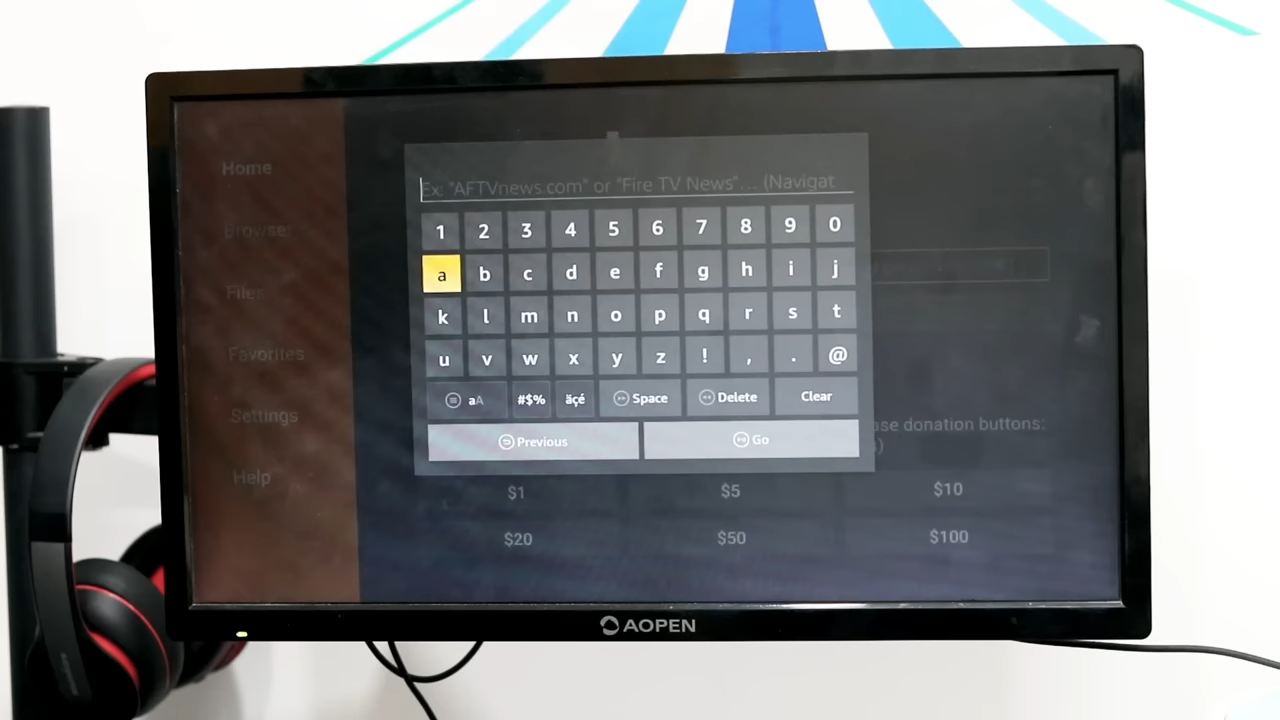 Home
Browser
Files
Favorites
Settings
Help
Ex: "AFTVnews.com" or "Fire TV News"... (Navigat
1 2 3 4 5 6 7 8 9 0
a b c d e f g h i j
k l m n o p q r s t
u v w x y z ! , . @
aA #$% äçé Space Delete Clear
Previous Go
ase donation buttons:
)
$1 $5 $10
$20 $50 $100
AOPEN